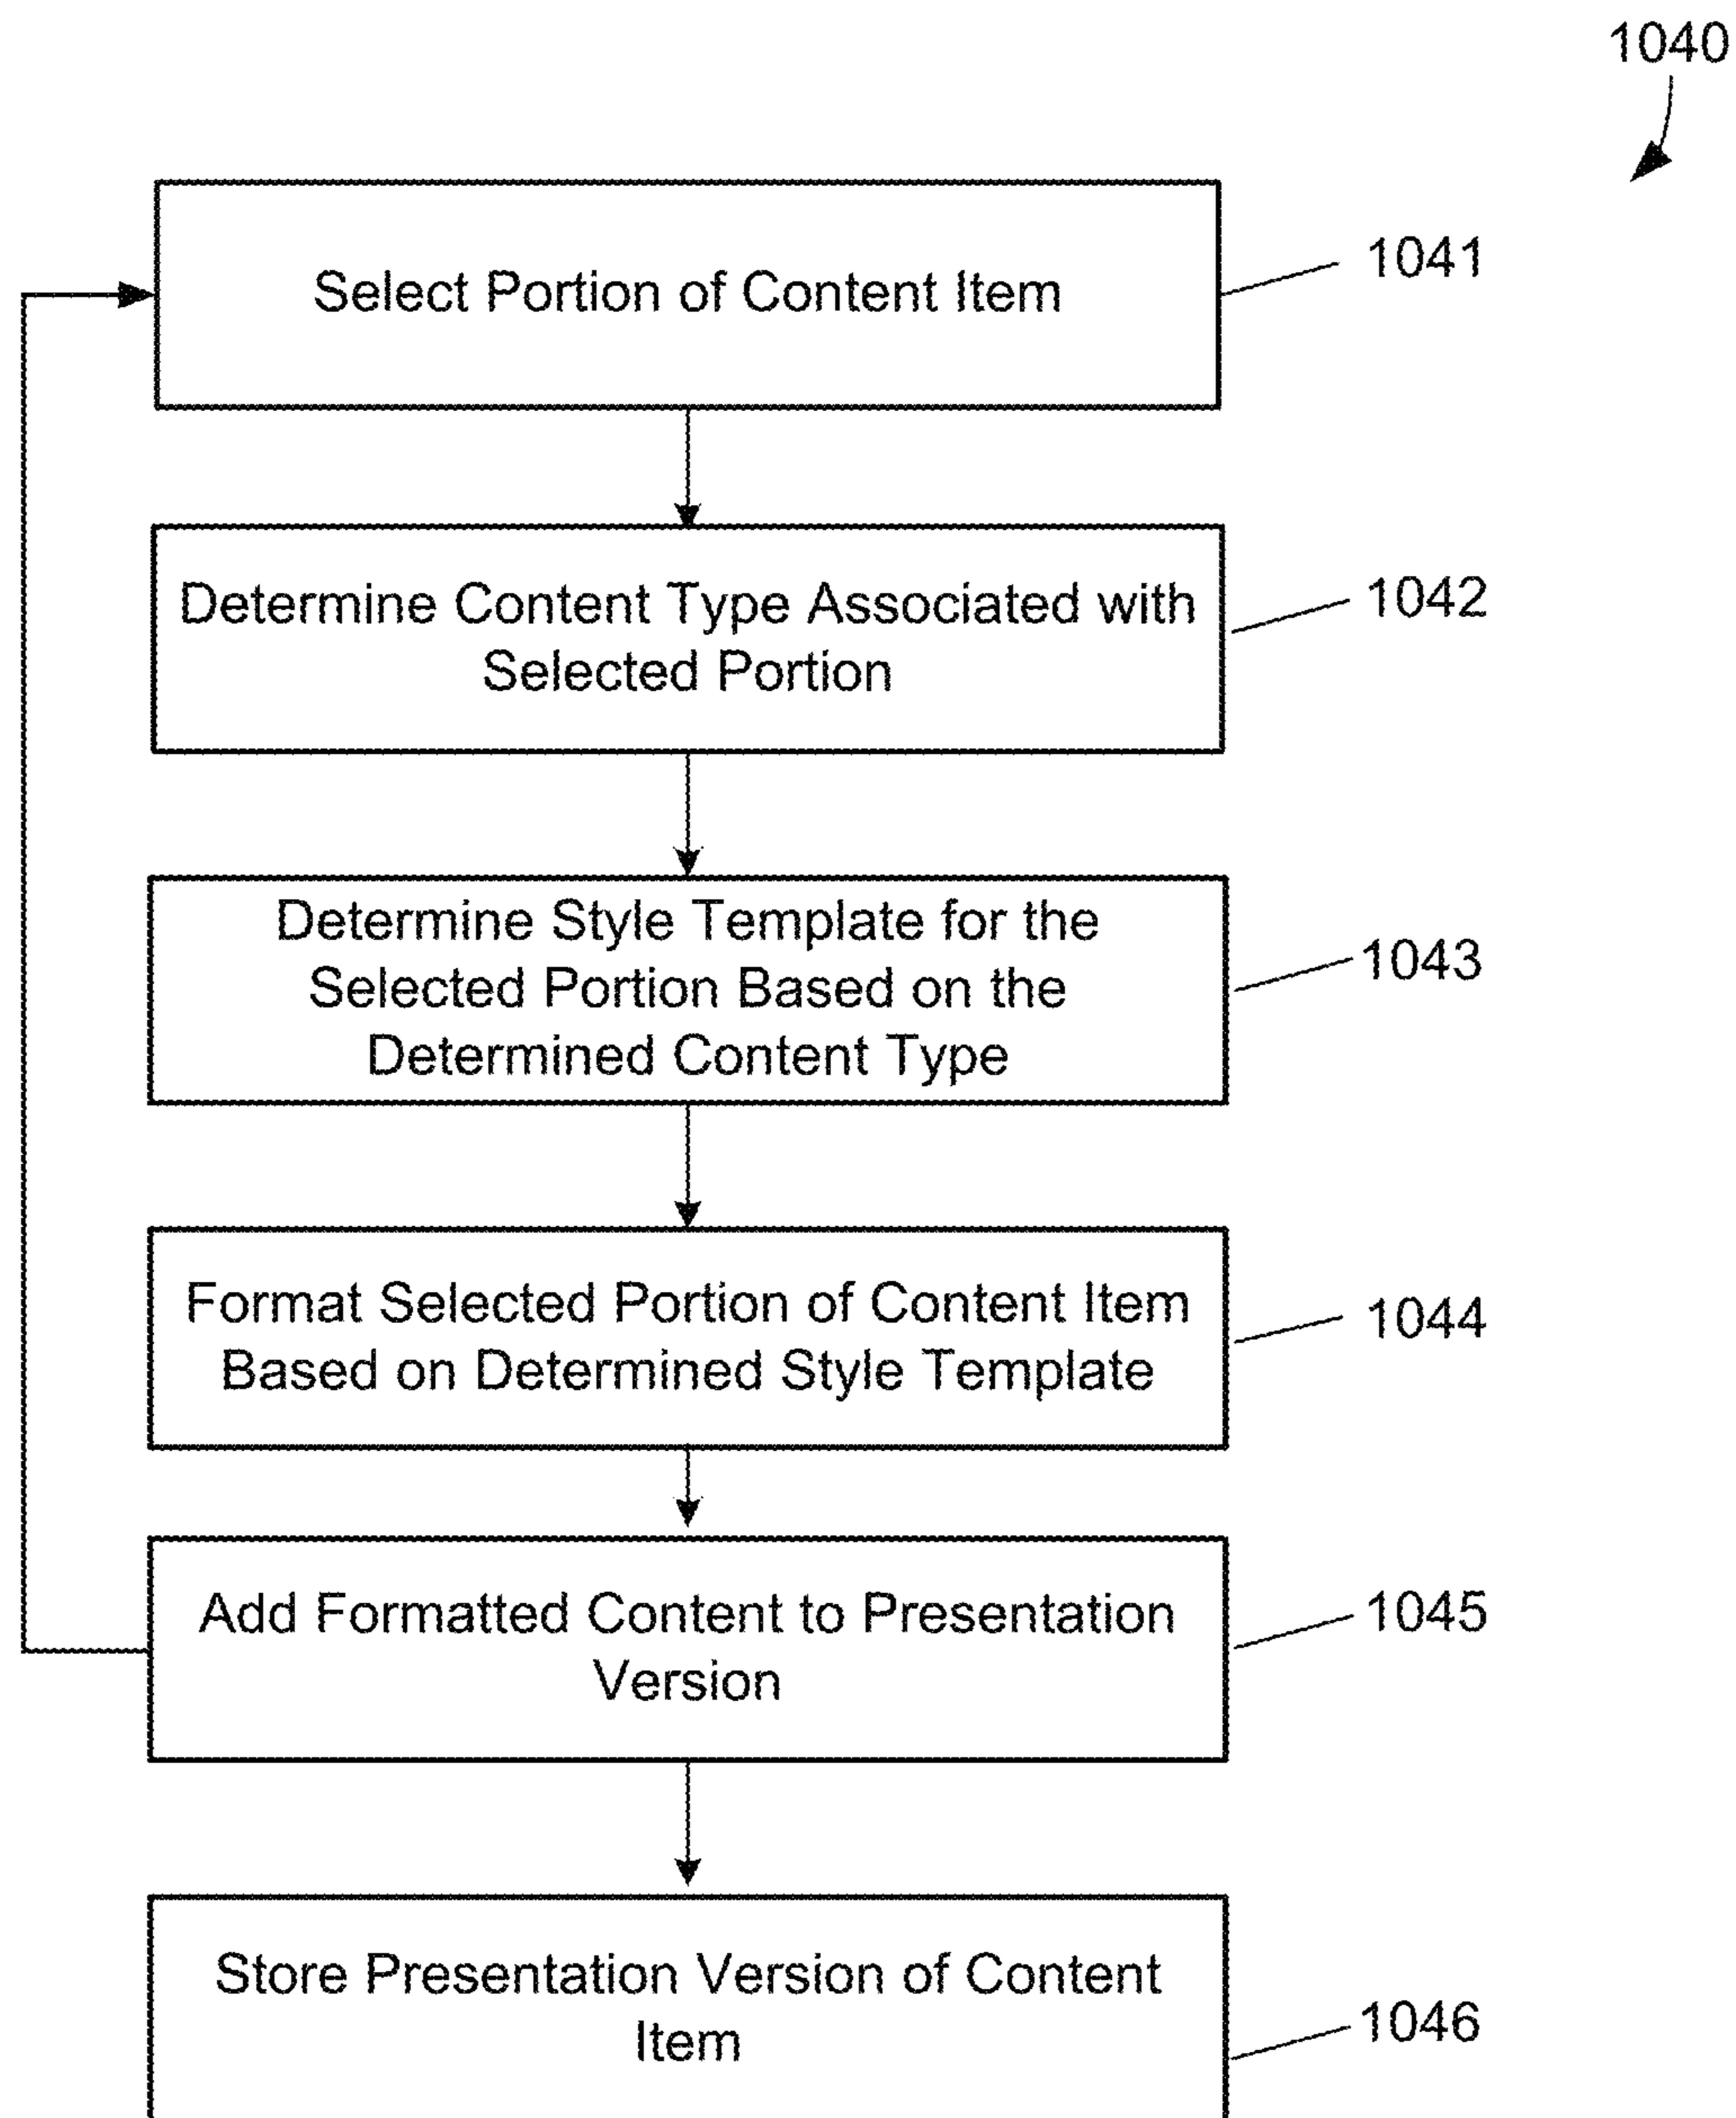 1040
Select Portion of Content Item
1041
Determine Content Type Associated with
Selected Portion
1042
Determine Style Template for the
Selected Portion Based on the
Determined Content Type
1043
Format Selected Portion of Content Item
Based on Determined Style Template
1044
Add Formatted Content to Presentation
Version
1045
Store Presentation Version of Content
Item
1046